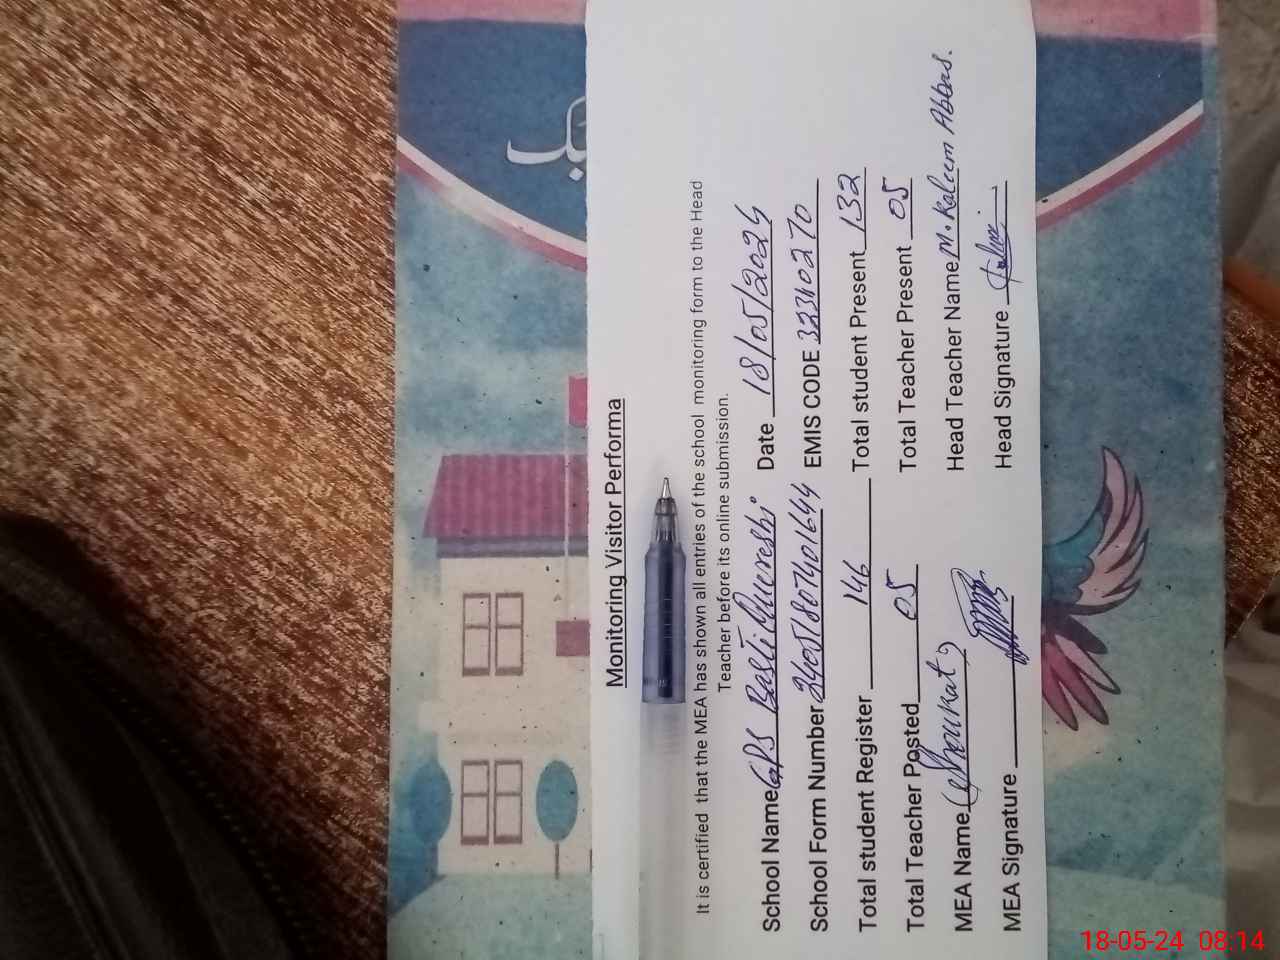 بک
Monitoring Visitor Performa
It is certified that the MEA has shown all entries of the school monitoring form to the Head
Teacher before its online submission.
School Name GPS Basti Qureshi Date 18/05/2024
School Form Number EMIS CODE 32340270
Total student Register 146 Total student Present 132
Total Teacher Posted 05 Total Teacher Present 05
MEA Name (Shoukat) Head Teacher Name M. Kaleem Abbas.
MEA Signature Head Signature
18-05-24 08:14